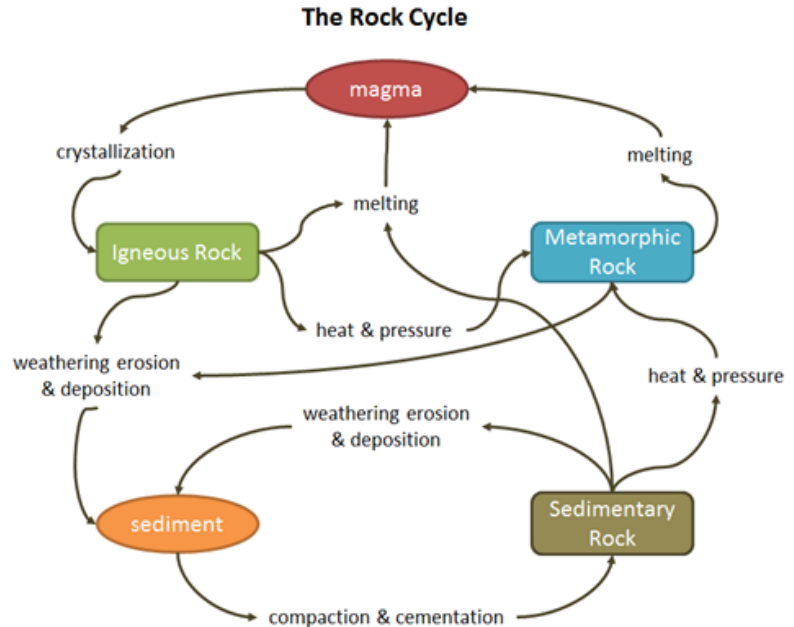 The Rock Cycle
magma
crystallization
melting
melting
Igneous Rock
Metamorphic
Rock
heat & pressure
weathering erosion
& deposition
heat & pressure
weathering erosion
& deposition
sediment
Sedimentary
Rock
compaction & cementation